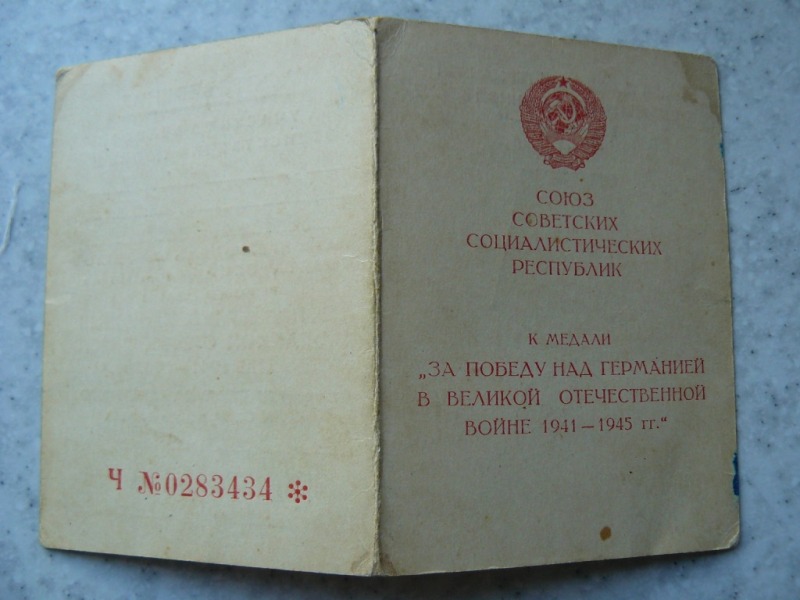 Ч №0283434 *
СОЮЗ
СОВЕТСКИХ
СОЦИАЛИСТИЧЕСКИХ
РЕСПУБЛИК
К МЕДАЛИ
„ЗА ПОБЕДУ НАД ГЕРМАНИЕЙ
В ВЕЛИКОЙ ОТЕЧЕСТВЕННОЙ
ВОЙНЕ 1941—1945 гг.“